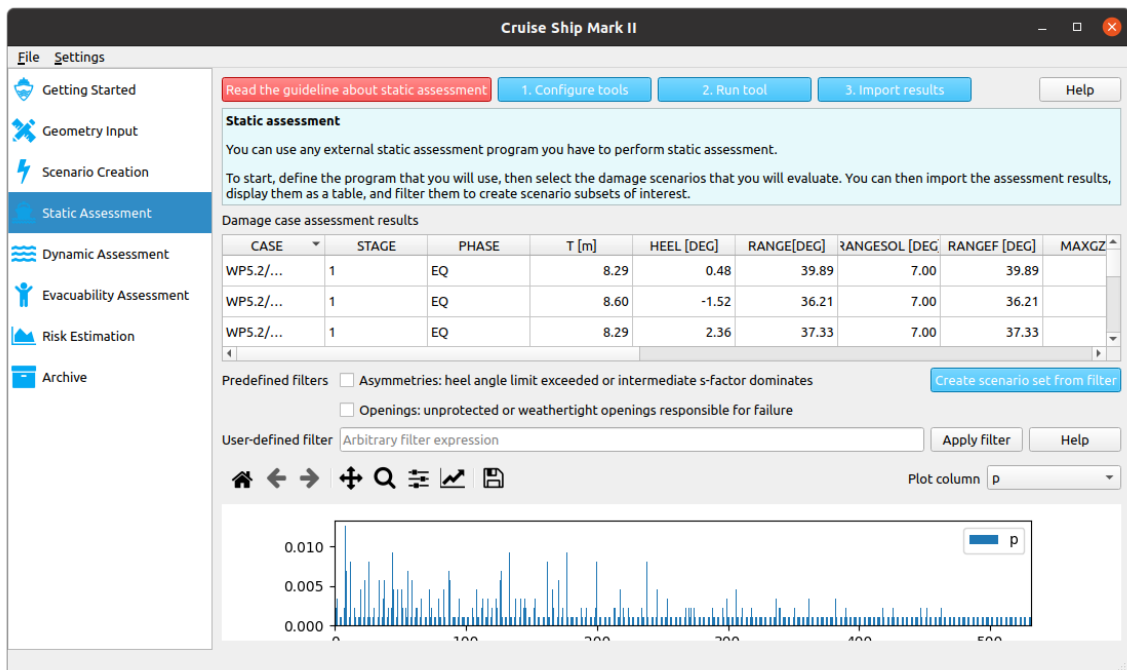 Cruise Ship Mark II
File Settings
Getting Started
Geometry Input
Scenario Creation
Static Assessment
Dynamic Assessment
Evacuability Assessment
Risk Estimation
Archive
Read the guideline about static assessment 1. Configure tools 2. Run tool 3. Import results Help
Static assessment
You can use any external static assessment program you have to perform static assessment.
To start, define the program that you will use, then select the damage scenarios that you will evaluate. You can then import the assessment results,
display them as a table, and filter them to create scenario subsets of interest.
Damage case assessment results
CASE STAGE PHASE T [m] HEEL [DEG] RANGE[DEG] RANGESOL [DEG RANGEF [DEG] MAXGZ
WP5.2/... 1 EQ 8.29 0.48 39.89 7.00 39.89
WP5.2/... 1 EQ 8.60 -1.52 36.21 7.00 36.21
WP5.2/... 1 EQ 8.29 2.36 37.33 7.00 37.33
Predefined filters Asymmetries: heel angle limit exceeded or intermediate s-factor dominates Create scenario set from filter
Openings: unprotected or weathertight openings responsible for failure
User-defined filter Arbitrary filter expression Apply filter Help
Plot column p
p
0.010
0.005
0.000
0 100 200 300 400 500